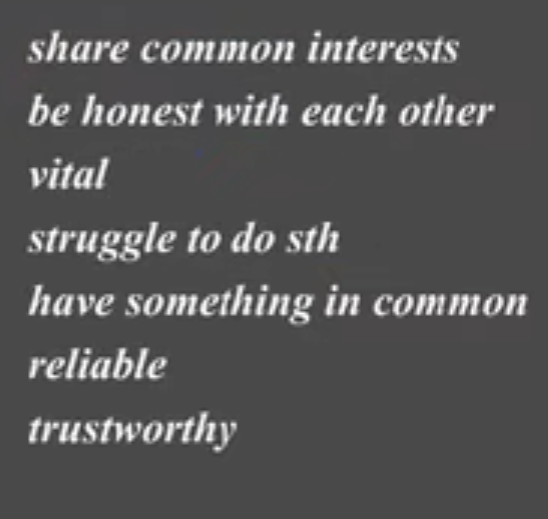 share common interests
be honest with each other
vital
struggle to do sth
have something in common
reliable
trustworthy